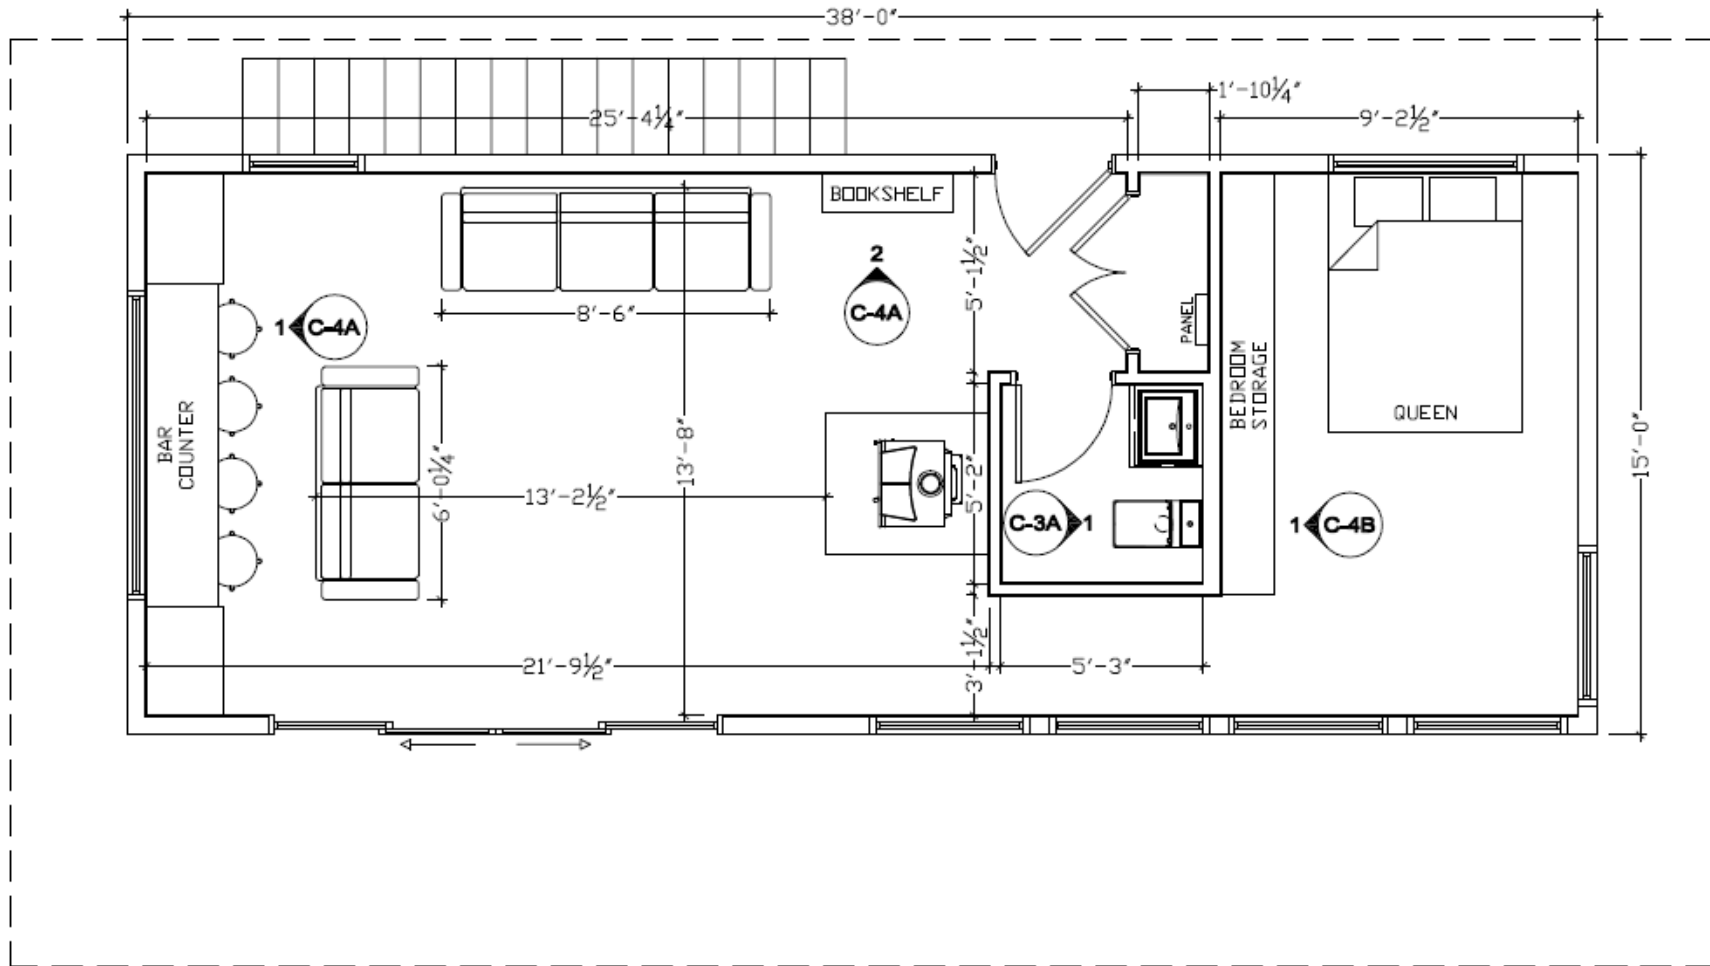 38'-0"
1'-10¼"
25'-4¼"
9'-2½"
BOOKSHELF
5'-1½"
2
C-4A
1 C-4A
8'-6"
PANEL
BEDROOM
STORAGE
QUEEN
BAR
COUNTER
6'-0¼"
13'-8"
13'-2½"
5'-2"
15'-0"
C-3A 1
1 C-4B
21'-9½"
3'-1½"
5'-3"